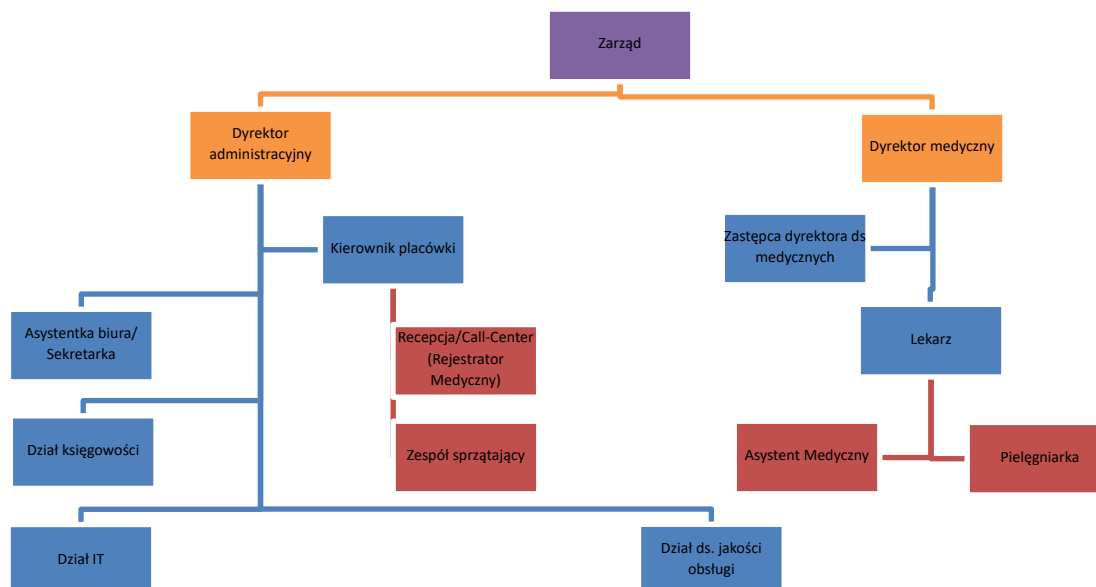 Zarząd
Dyrektor
administracyjny
Dyrektor medyczny
Kierownik placówki
Zastępca dyrektora ds
medycznych
Asystentka biura/
Sekretarka
Recepcja/Call-Center
(Rejestrator
Medyczny)
Lekarz
Dział księgowości
Zespół sprzątający
Asystent Medyczny
Pielęgniarka
Dział IT
Dział ds. jakości
obsługi